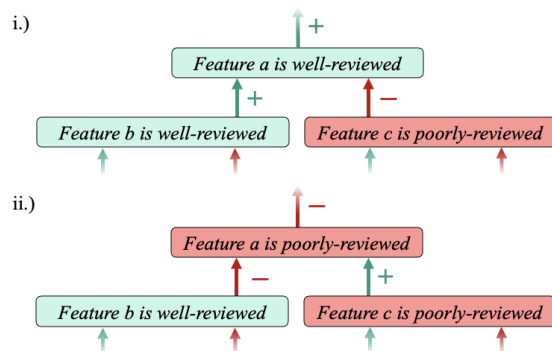 i.)
+
Feature a is well-reviewed
+ −
Feature b is well-reviewed Feature c is poorly-reviewed
ii.)
−
Feature a is poorly-reviewed
− +
Feature b is well-reviewed Feature c is poorly-reviewed